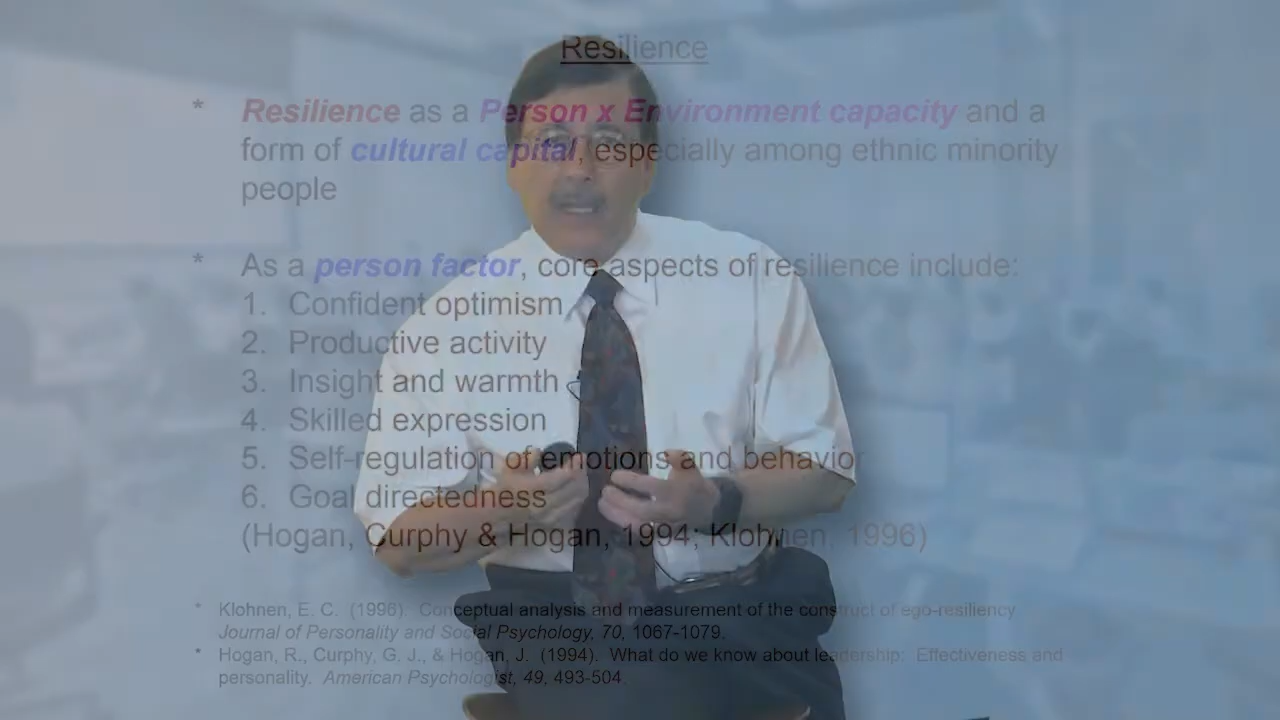 Resilience
* Resilience as a Person x Environment capacity and a
form of cultural capital, especially among ethnic minority
people
* As a person factor, core aspects of resilience include:
1. Confident optimism
2. Productive activity
3. Insight and warmth
4. Skilled expression
5. Self-regulation of emotions and behavior
6. Goal directedness
(Hogan, Curphy & Hogan, 1994; Klohnen, 1996)
* Klohnen, E. C. (1996). Conceptual analysis and measurement of the construct of ego-resiliency
Journal of Personality and Social Psychology, 70, 1067-1079.
* Hogan, R., Curphy, G. J., & Hogan, J. (1994). What do we know about leadership: Effectiveness and
personality. American Psychologist, 49, 493-504.